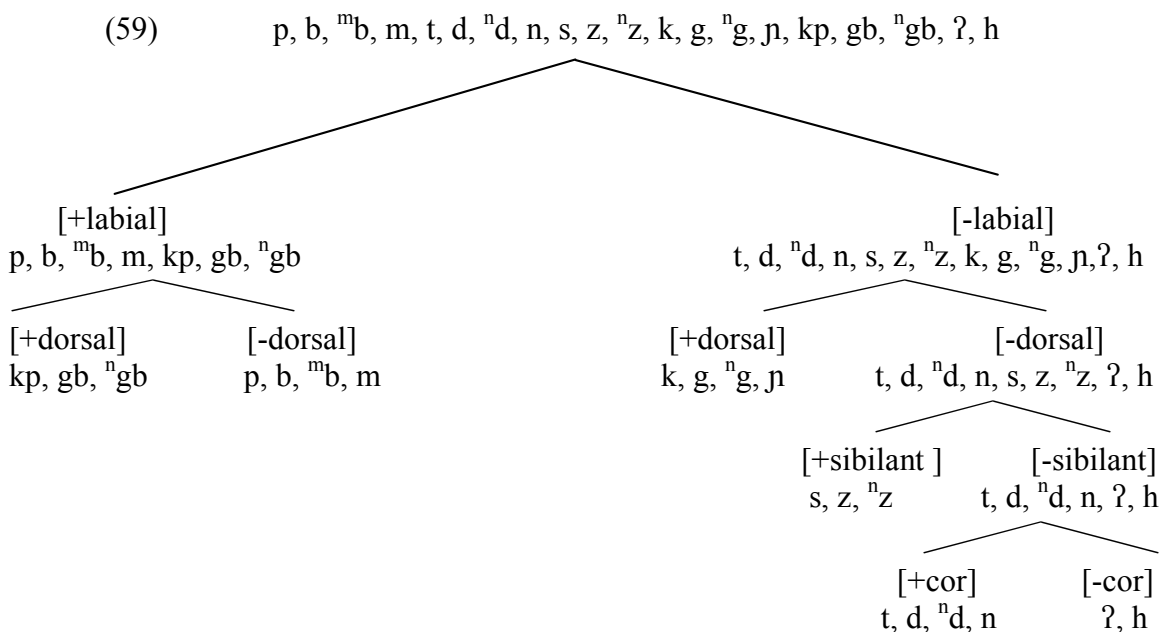 (59) p, b, ᵐb, m, t, d, ⁿd, n, s, z, ⁿz, k, g, ⁿg, ɲ, kp, gb, ⁿgb, ʔ, h
[+labial] [-labial]
p, b, ᵐb, m, kp, gb, ⁿgb t, d, ⁿd, n, s, z, ⁿz, k, g, ⁿg, ɲ,ʔ, h
[+dorsal] [-dorsal] [+dorsal] [-dorsal]
kp, gb, ⁿgb p, b, ᵐb, m k, g, ⁿg, ɲ t, d, ⁿd, n, s, z, ⁿz, ʔ, h
[+sibilant ] [-sibilant]
s, z, ⁿz t, d, ⁿd, n, ʔ, h
[+cor] [-cor]
t, d, ⁿd, n ʔ, h